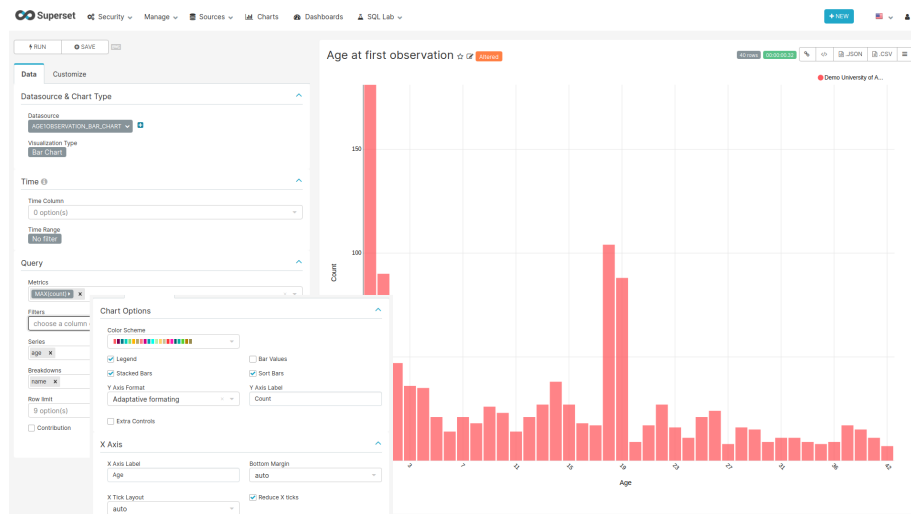 Superset Security Manage Sources Charts Dashboards SQL Lab + NEW
RUN SAVE
Age at first observation Altered 40 rows 00:00:00.32 .JSON .CSV
Data Customize
Demo University of A...
Datasource & Chart Type
Datasource
AGE1OBSERVATION_BAR_CHART
Visualization Type
Bar Chart
Time
Time Column
0 option(s)
Time Range
No filter
Query
Metrics
MAX(count)
Filters
choose a column
Series
age x
Breakdowns
name x
Row limit
9 option(s)
Contribution
Chart Options
Color Scheme
Legend Bar Values
Stacked Bars Sort Bars
Y Axis Format Y Axis Label
Adaptative formating Count
Extra Controls
X Axis
X Axis Label Bottom Margin
Age auto
X Tick Layout Reduce X ticks
auto
150
100
Count
3 7 11 15 19 23 27 31 36 42
Age